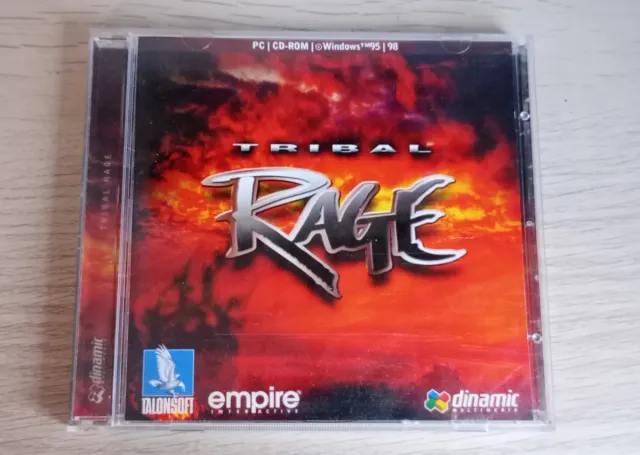 PC | CD-ROM | Windows™95 | 98
TRIBAL
RAGE
TRIBAL RAGE
dinamic
TALONSOFT
empire
INTERACTIVE
dinamic
MULTIMEDIA